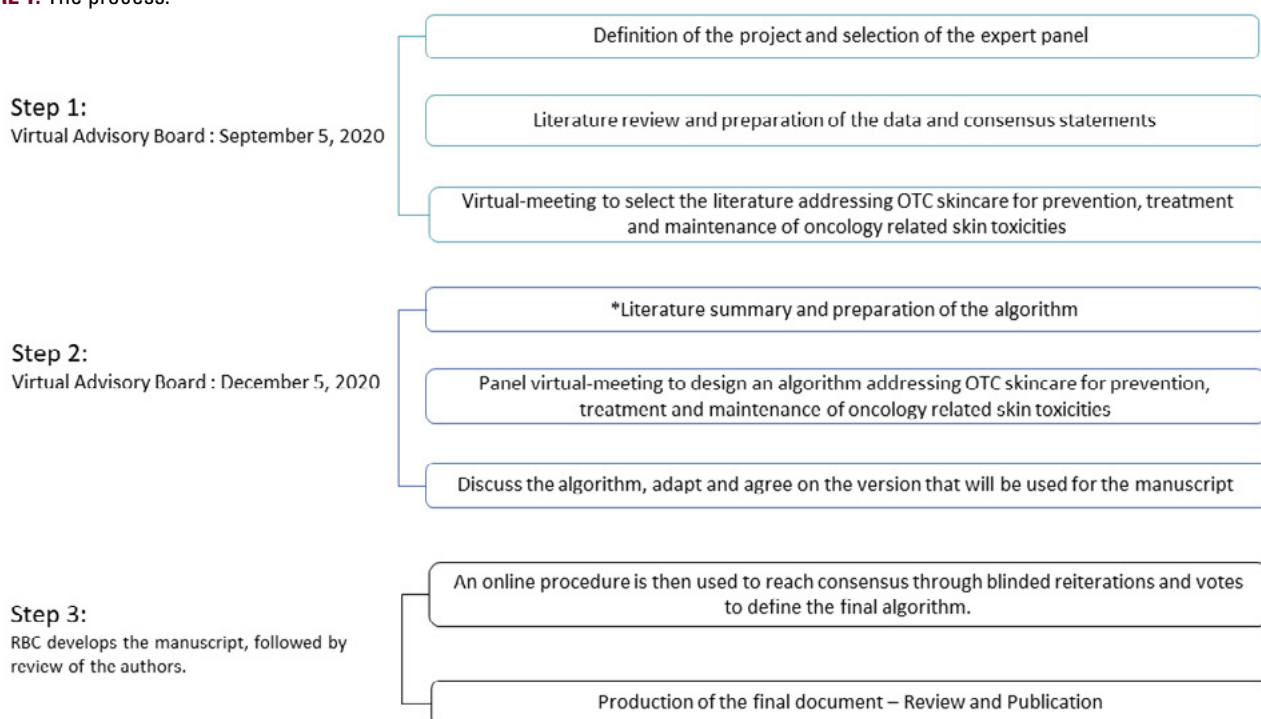 The process.
Definition of the project and selection of the expert panel
Step 1:
Virtual Advisory Board : September 5, 2020
Literature review and preparation of the data and consensus statements
Virtual-meeting to select the literature addressing OTC skincare for prevention, treatment
and maintenance of oncology related skin toxicities
*Literature summary and preparation of the algorithm
Step 2:
Virtual Advisory Board : December 5, 2020
Panel virtual-meeting to design an algorithm addressing OTC skincare for prevention,
treatment and maintenance of oncology related skin toxicities
Discuss the algorithm, adapt and agree on the version that will be used for the manuscript
An online procedure is then used to reach consensus through blinded reiterations and votes
to define the final algorithm.
Step 3:
RBC develops the manuscript, followed by
review of the authors.
Production of the final document – Review and Publication